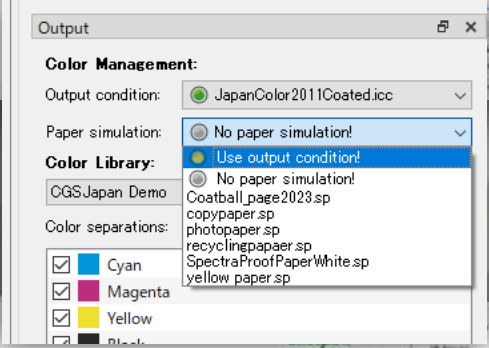 Output
Color Management:
Output condition: JapanColor2011Coated.icc
Paper simulation: No paper simulation!
Use output condition!
Color Library:
No paper simulation!
CGSJapan Demo
Coatball_page2023.sp
copypaper.sp
photopaper.sp
Color separations:
recyclingpapaer.sp
SpectraProofPaperWhite.sp
yellow paper.sp
Cyan
Magenta
Yellow
Black